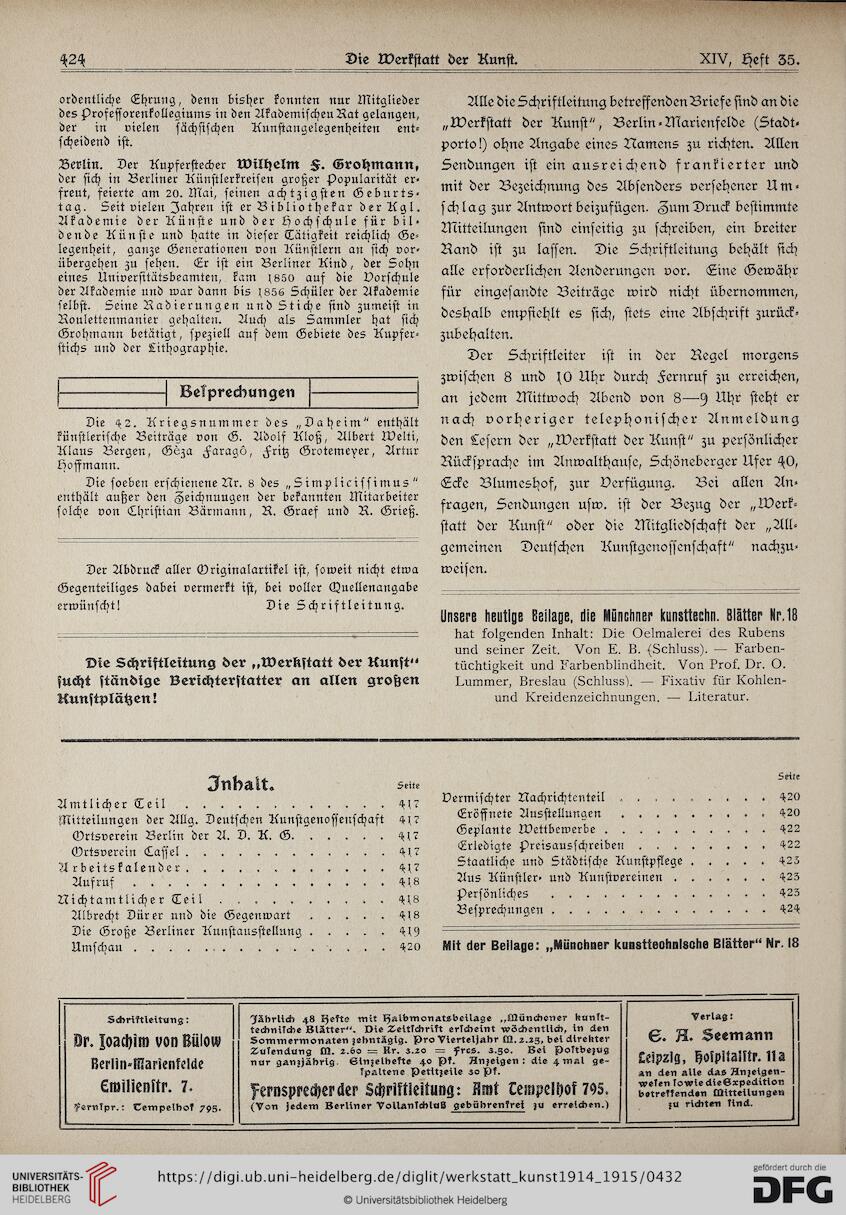 424
Die Werkstatt der Kunst.
XIV, Heft 35.
ordentliche Ehrung, denn bisher konnten nur Mitglieder
des Professorenkollegiums in den Akademischen Rat gelangen,
der in vielen sächsischen Kunstangelegenheiten ent-
scheidend ist.
Berlin. Der Kupferstecher Wilhelm F. Grohmann,
der sich in Berliner Künstlerkreisen großer Popularität er-
freut, feierte am 20. Mai, seinen achtzigsten Geburts-
tag. Seit vielen Jahren ist er Bibliothekar der Kgl.
Akademie der Künste und der Hochschule für bil-
dende Künste und hatte in dieser Tätigkeit reichlich Ge-
legenheit, ganze Generationen von Künstlern an sich vor-
übergehen zu sehen. Er ist ein Berliner Kind, der Sohn
eines Universitätsbeamten, kam 1850 auf die Vorschule
der Akademie und war dann bis 1856 Schüler der Akademie
selbst. Seine Radierungen und Stiche sind zumeist in
Roulettenmanier gehalten. Auch als Sammler hat sich
Grohmann betätigt, speziell auf dem Gebiete des Kupfer-
stichs und der Lithographie.
Besprechungen
Die 42. Kriegsnummer des „Daheim" enthält
künstlerische Beiträge von G. Adolf Kloß, Albert Welti,
Klaus Bergen, Gèza Faragô, Fritz Grotemeyer, Artur
Hoffmann.
Die soeben erschienene Nr. 8 des „Simplicissimus"
enthält außer den Zeichnungen der bekannten Mitarbeiter
solche von Christian Bärmann, R. Graef und R. Grieß.
Der Abdruck aller Originalartikel ist, soweit nicht etwa
Gegenteiliges dabei vermerkt ist, bei voller Quellenangabe
erwünscht! Die Schriftleitung.
Die Schriftleitung der „Werkstatt der Kunst"
sucht ständige Berichterstatter an allen großen
Kunstplätzen!
Alle die Schriftleitung betreffenden Briefe sind an die
„Werkstatt der Kunst", Berlin-Marienfelde (Stadt-
porto!) ohne Angabe eines Namens zu richten. Allen
Sendungen ist ein ausreichend frankierter und
mit der Bezeichnung des Absenders versehener Um-
schlag zur Antwort beizufügen. Zum Druck bestimmte
Mitteilungen sind einseitig zu schreiben, ein breiter
Rand ist zu lassen. Die Schriftleitung behält sich
alle erforderlichen Aenderungen vor. Eine Gewähr
für eingesandte Beiträge wird nicht übernommen,
deshalb empfiehlt es sich, stets eine Abschrift zurück-
zubehalten.
Der Schriftleiter ist in der Regel morgens
zwischen 8 und 10 Uhr durch Fernruf zu erreichen,
an jedem Mittwoch Abend von 8—9 Uhr steht er
nach vorheriger telephonischer Anmeldung
den Lesern der „Werkstatt der Kunst" zu persönlicher
Rücksprache im Anwalthause, Schöneberger Ufer 40,
Ecke Blumeshof, zur Verfügung. Bei allen An-
fragen, Sendungen usw. ist der Bezug der „Werk-
statt der Kunst" oder die Mitgliedschaft der „All-
gemeinen Deutschen Kunstgenossenschaft" nachzu-
weisen.
Unsere heutige Beilage, die Münchner kunsttechn. Blätter Nr. 18
hat folgenden Inhalt: Die Oelmalerei des Rubens
und seiner Zeit. Von E. B. (Schluss). — Farben-
tüchtigkeit und Farbenblindheit. Von Prof. Dr. O.
Lummer, Breslau (Schluss). — Fixativ für Kohlen-
und Kreidenzeichnungen. — Literatur.
Inhalt.
Seite
Amtlicher Teil . . . . . . . . . . . . 417
Mitteilungen der Allg. Deutschen Kunstgenossenschaft 417
Ortsverein Berlin der A. D. K. G. . . . . . 417
Ortsverein Cassel . . . . . . . . . . . . 417
Arbeitskalender . . . . . . . . . . . . 417
Aufruf . . . . . . . . . . . . . . . 418
Nichtamtlicher Teil . . . . . . . . . . 418
Albrecht Dürer und die Gegenwart . . . . . 418
Die Große Berliner Kunstausstellung . . . . . 419
Umschau . . . . . . . . . . . . . . . 420
Seite
Vermischter Nachrichtenteil . . . . . . . . . 420
Eröffnete Ausstellungen . . . . . . . . . 420
Geplante Wettbewerbe . . . . . . . . . . 422
Erledigte Preisausschreiben . . . . . . . . 422
Staatliche und Städtische Kunstpflege . . . . . 423
Aus Künstler- und Kunstvereinen . . . . . . 423
Persönliches . . . . . . . . . . . . . 423
Besprechungen . . . . . . . . . . . . . 424
Mit der Beilage: „Münchner kunsttechnische Blätter" Nr. 18
Schriftleitung:
Dr. Joachim von Bülow
Berlin-Marienfelde
Emilienstr. 7.
Fernspr.: Tempelhof 795.
Jährlich 48 Hefte mit Halbmonatsbeilage „Münchener kunst-
technische Blätter". Die Zeitschrift erscheint wöchentlich, in den
Sommermonaten zehntägig. Pro Vierteljahr M. 2.25, bei direkter
Zusendung M. 2.60 = Kr. 3.20 = Frcs. 3.50. Bei Postbezug
nur ganzjährig. Einzelhefte 40 Pf. Anzeigen: die 4mal ge-
spaltene Petitzeile 30 Pf.
Fernsprecher der Schriftleitung: Amt Tempelhof 795.
(Von jedem Berliner Vollanschluß gebührenfrei zu erreichen.)
Verlag:
E. A. Seemann
Leipzig, Hospitalstr. 11a
an den alle das Anzeigen-
wesen sowie die Expedition
betreffenden Mitteilungen
zu richten sind.
UNIVERSITÄTS-
BIBLIOTHEK
HEIDELBERG
https://digi.ub.uni-heidelberg.de/diglit/werkstatt_kunst1914_1915/0432
© Universitätsbibliothek Heidelberg
gefördert durch die
DFG